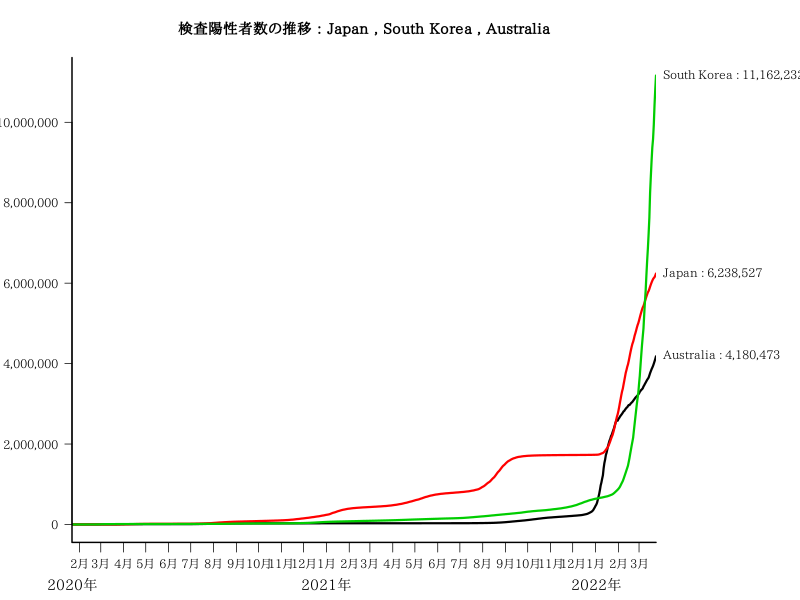 検査陽性者数の推移 : Japan , South Korea , Australia
South Korea : 11,162,232
10,000,000
8,000,000
6,000,000
Japan : 6,238,527
4,000,000
Australia : 4,180,473
2,000,000
0
2月 3月 4月 5月 6月 7月 8月 9月 10月 11月 12月 1月 2月 3月 4月 5月 6月 7月 8月 9月 10月 11月 12月 1月 2月 3月
2020年 2021年 2022年